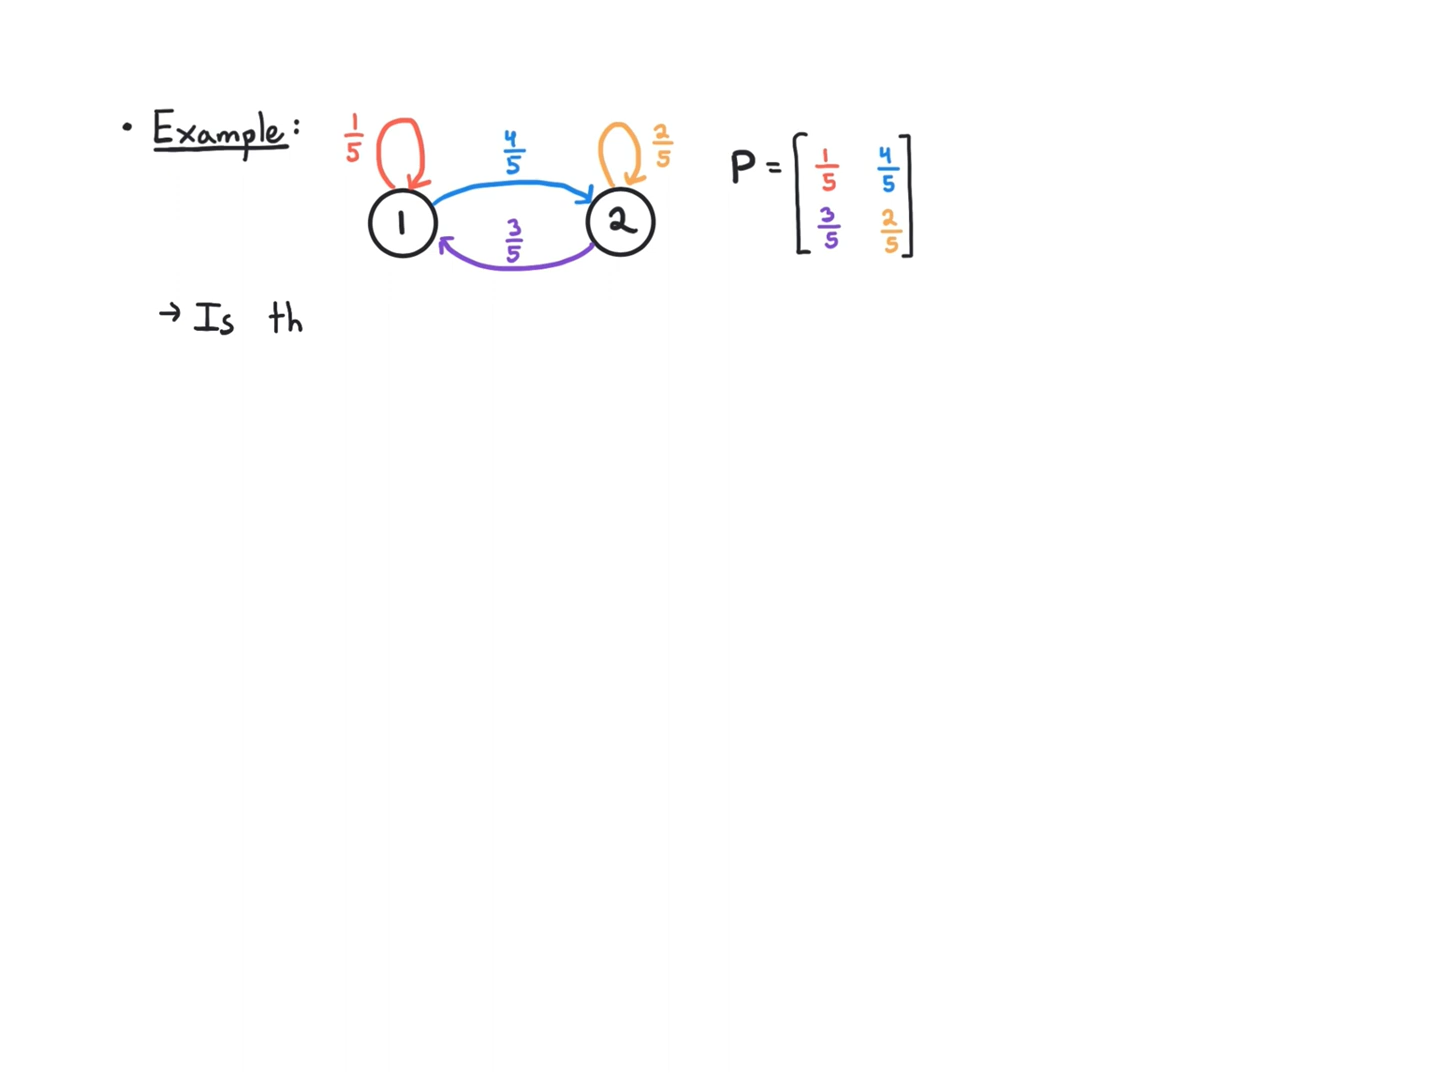 • Example: 1/5 4/5 2/5 P = [ 1/5 4/5
1 3/5 2 3/5 2/5 ]
→ Is th